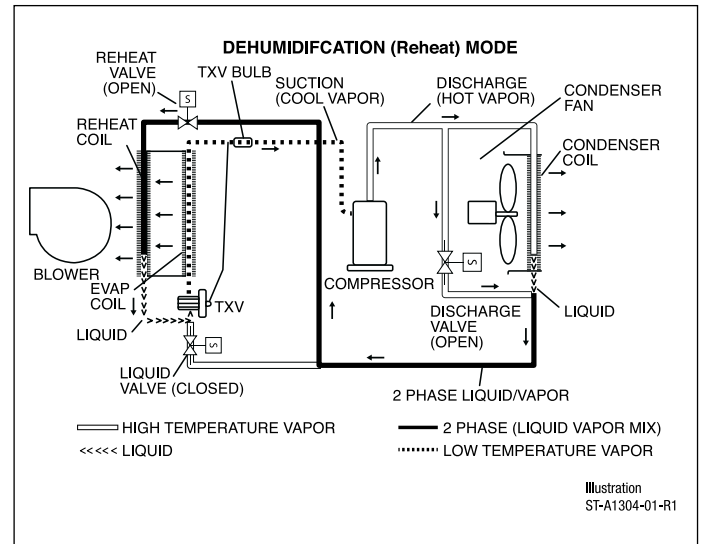 DEHUMIDIFCATION (Reheat) MODE
REHEAT
VALVE
(OPEN)
TXV BULB
SUCTION
(COOL VAPOR)
DISCHARGE
(HOT VAPOR)
CONDENSER
FAN
S
REHEAT
COIL
CONDENSER
COIL
BLOWER
EVAP
COIL
TXV
COMPRESSOR
S
LIQUID
DISCHARGE
VALVE
(OPEN)
LIQUID
S
LIQUID
VALVE (CLOSED)
2 PHASE LIQUID/VAPOR
HIGH TEMPERATURE VAPOR
2 PHASE (LIQUID VAPOR MIX)
<<<<< LIQUID
LOW TEMPERATURE VAPOR
Illustration
ST-A1304-01-R1